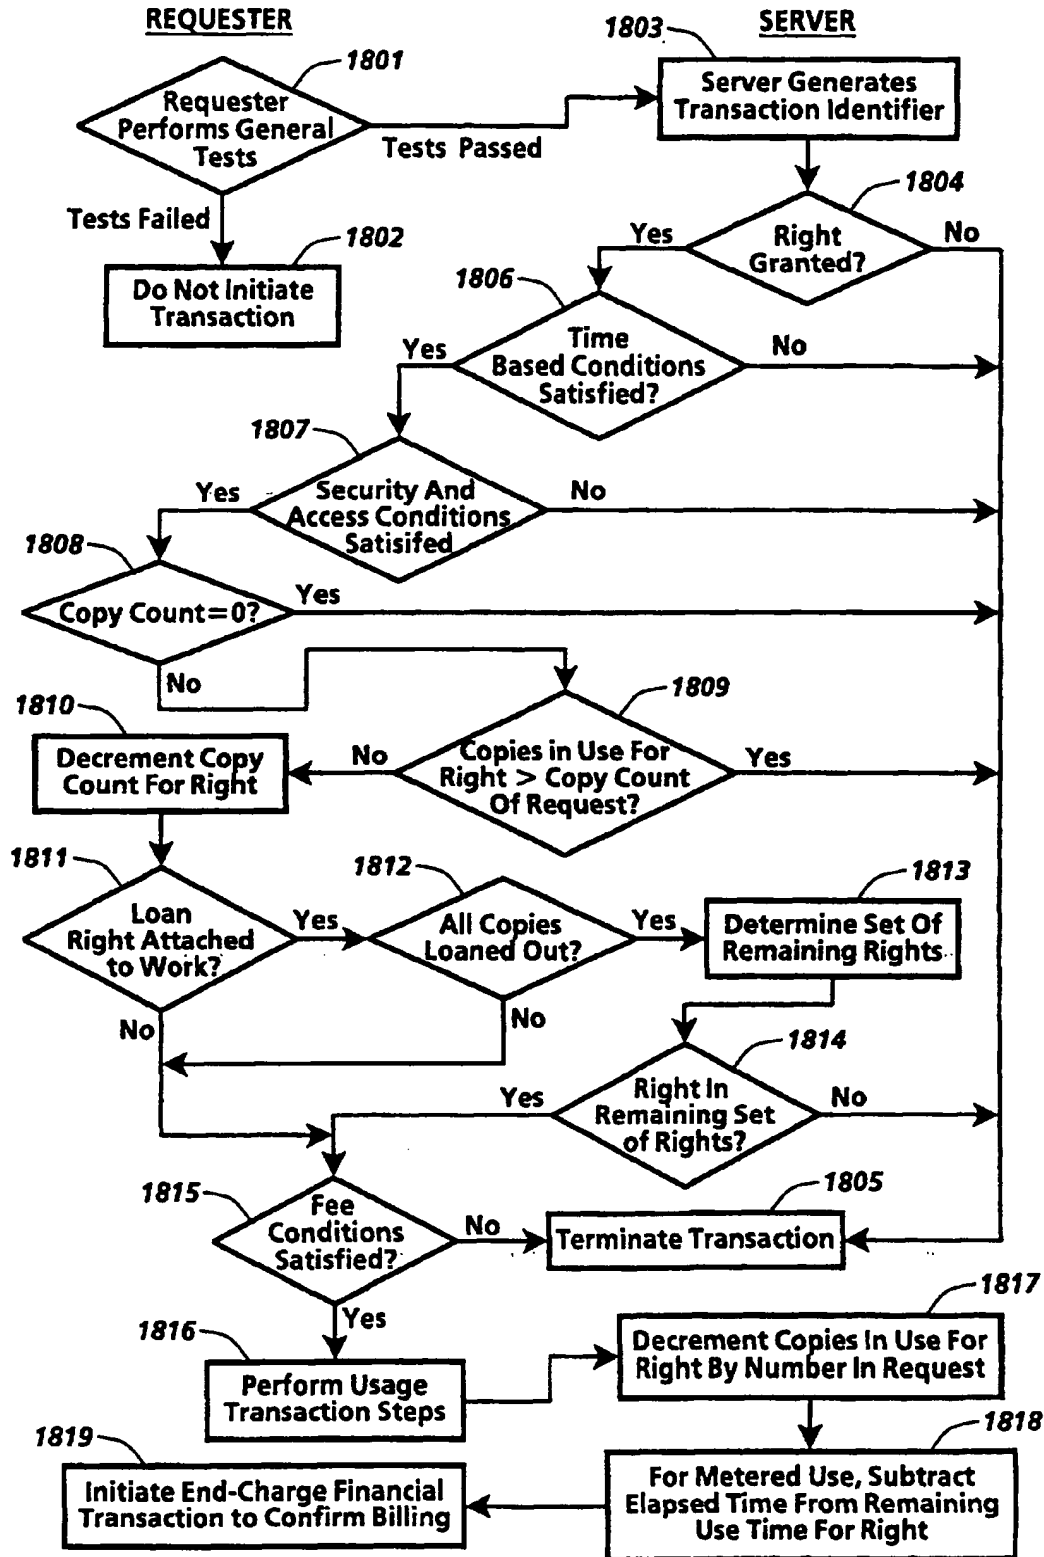 REQUESTER
SERVER
1801
1803
Requester
Performs General
Tests
Tests Passed
Server Generates
Transaction Identifier
Tests Failed
1802
Do Not Initiate
Transaction
1804
Right
Granted?
Yes
No
1806
Time
Based Conditions
Satisfied?
Yes
No
1807
Security And
Access Conditions
Satisifed
Yes
No
1808
Copy Count=0?
Yes
No
1809
Copies in Use For
Right > Copy Count
Of Request?
No
Yes
1810
Decrement Copy
Count For Right
1811
Loan
Right Attached
to Work?
Yes
No
1812
All Copies
Loaned Out?
Yes
No
1813
Determine Set Of
Remaining Rights
1814
Right In
Remaining Set
of Rights?
Yes
No
1815
Fee
Conditions
Satisfied?
No
Yes
1805
Terminate Transaction
1816
Perform Usage
Transaction Steps
1817
Decrement Copies In Use For
Right By Number In Request
1818
For Metered Use, Subtract
Elapsed Time From Remaining
Use Time For Right
1819
Initiate End-Charge Financial
Transaction to Confirm Billing